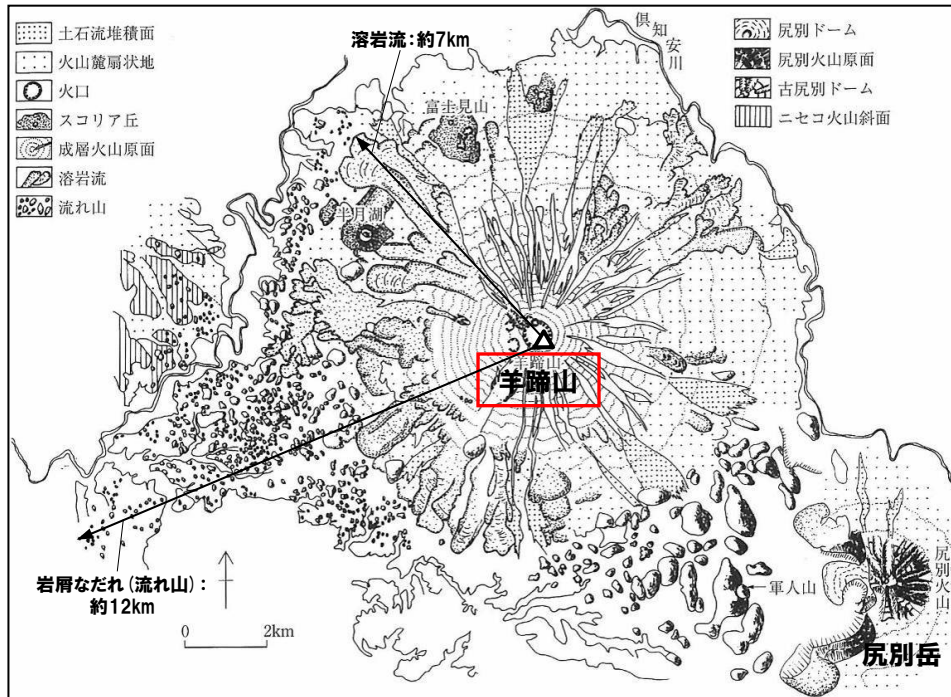 土石流堆積面
火山麓扇状地
火口
スコリア丘
成層火山原面
溶岩流
流れ山
溶岩流：約7km
倶知安川
尻別ドーム
尻別火山原面
古尻別ドーム
ニセコ火山斜面
富士見山
半月湖
羊蹄山
岩屑なだれ（流れ山）：
約12km
0 2km
軍人山
尻別火山
尻別岳